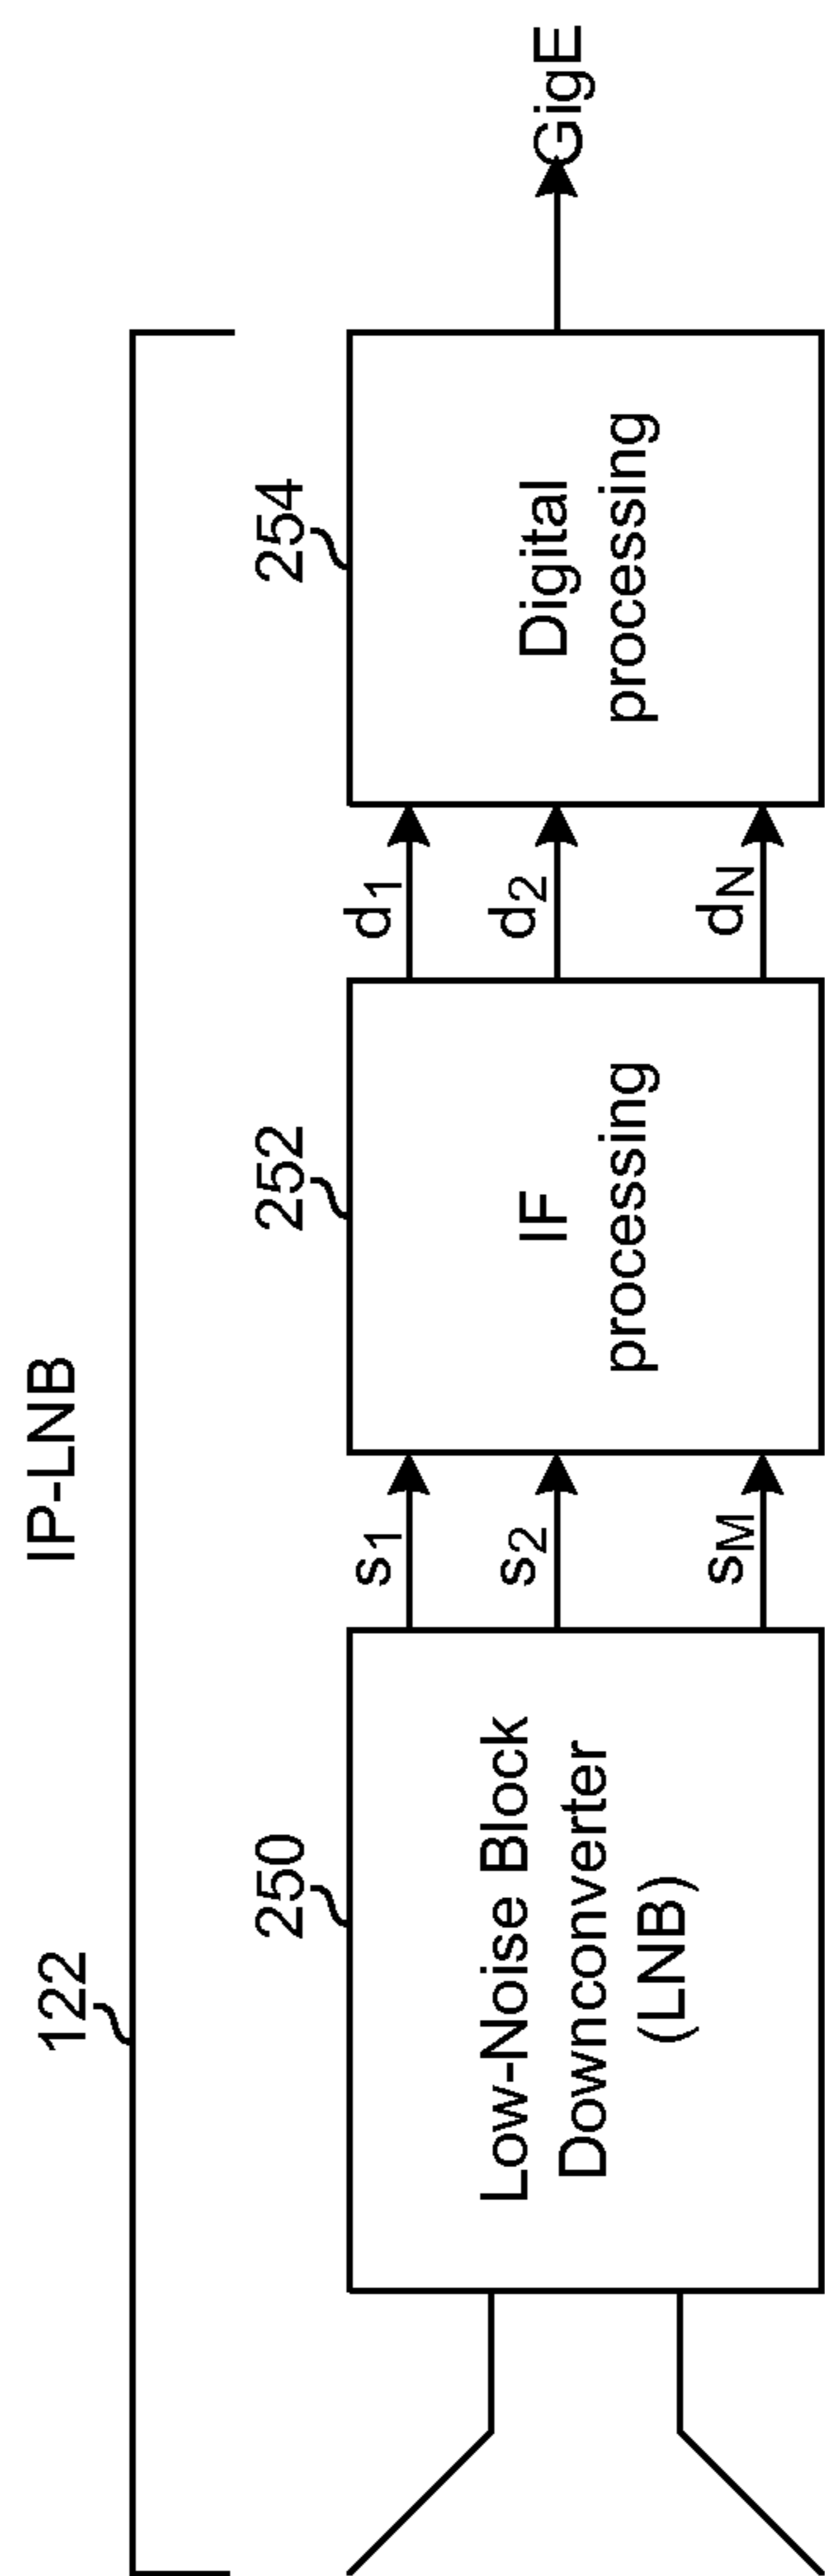 IP-LNB
122
250
252
254
Low-Noise Block
Downconverter
(LNB)
s1
s2
sM
IF
processing
d1
d2
dN
Digital
processing
GigE